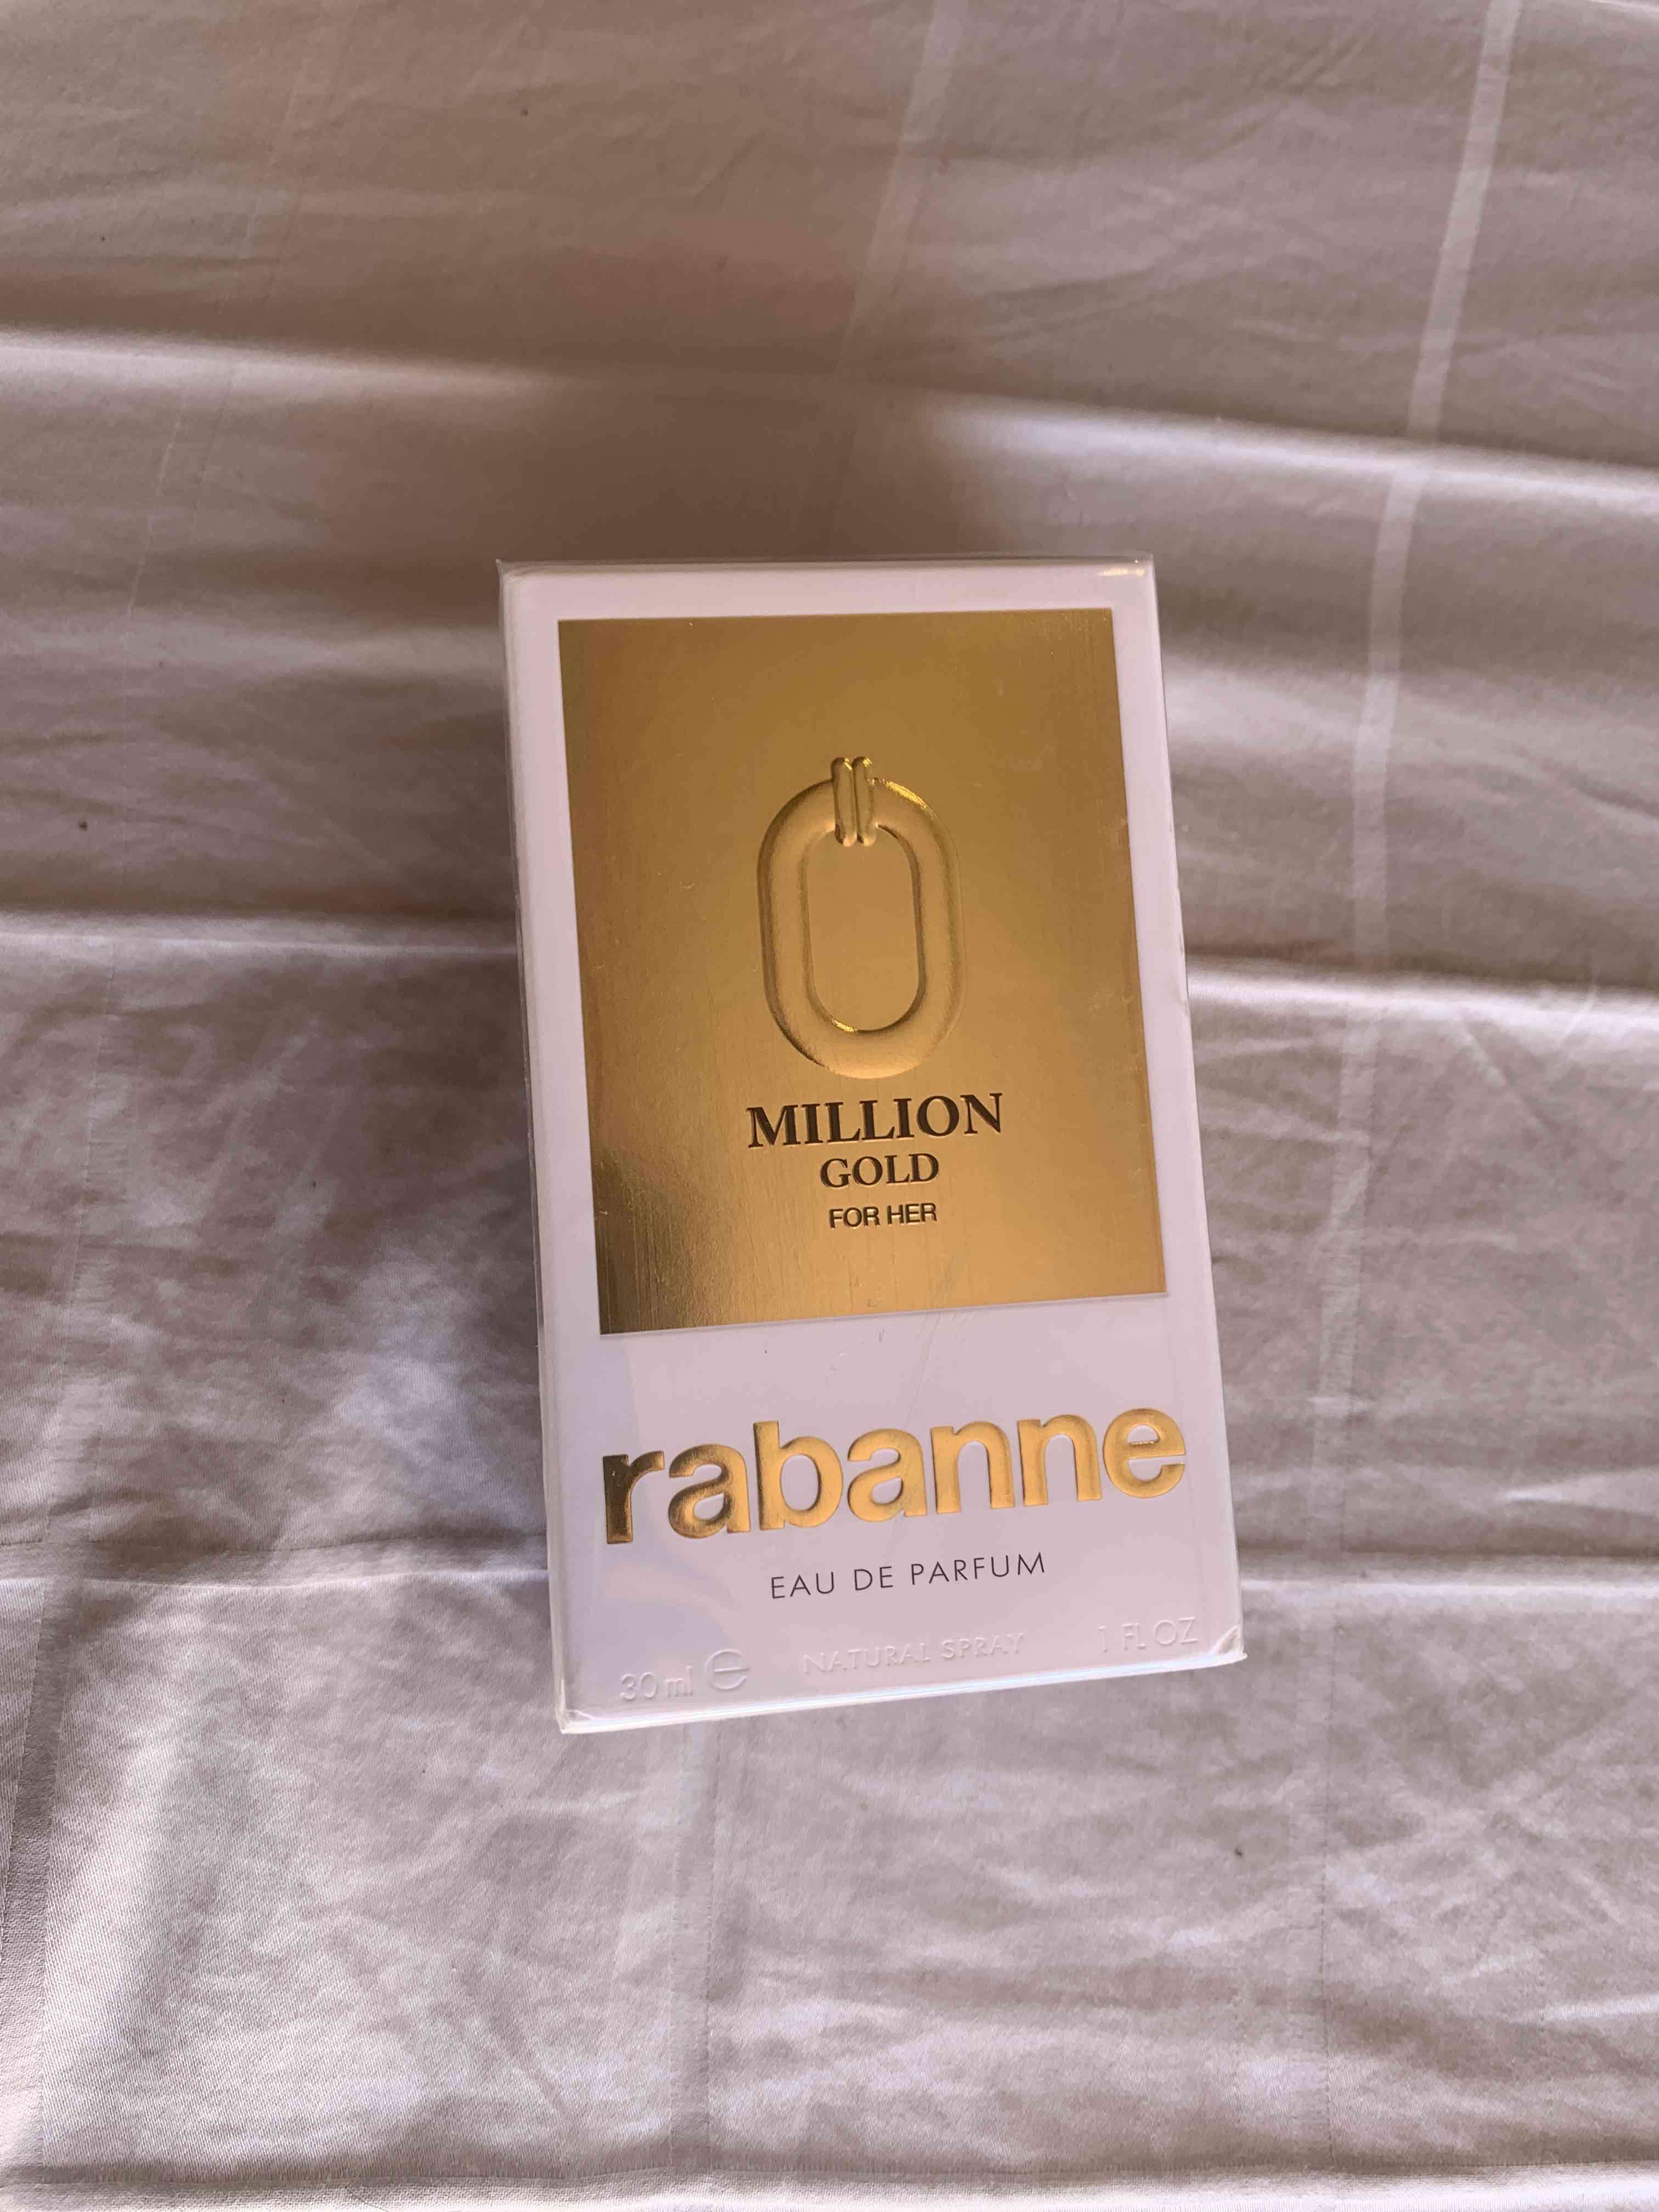 MILLION
GOLD
FOR HER
rabanne
EAU DE PARFUM
30 ml ℮ NATURAL SPRAY 1 FL OZ